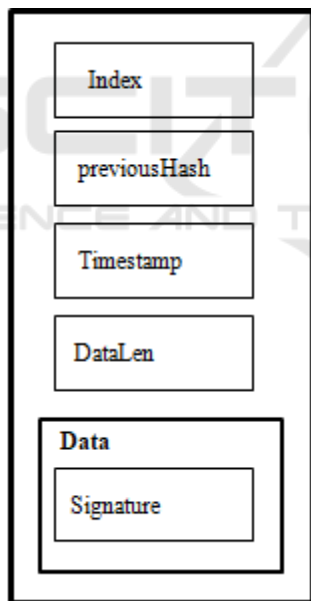 Index
previousHash
Timestamp
DataLen
Data
Signature